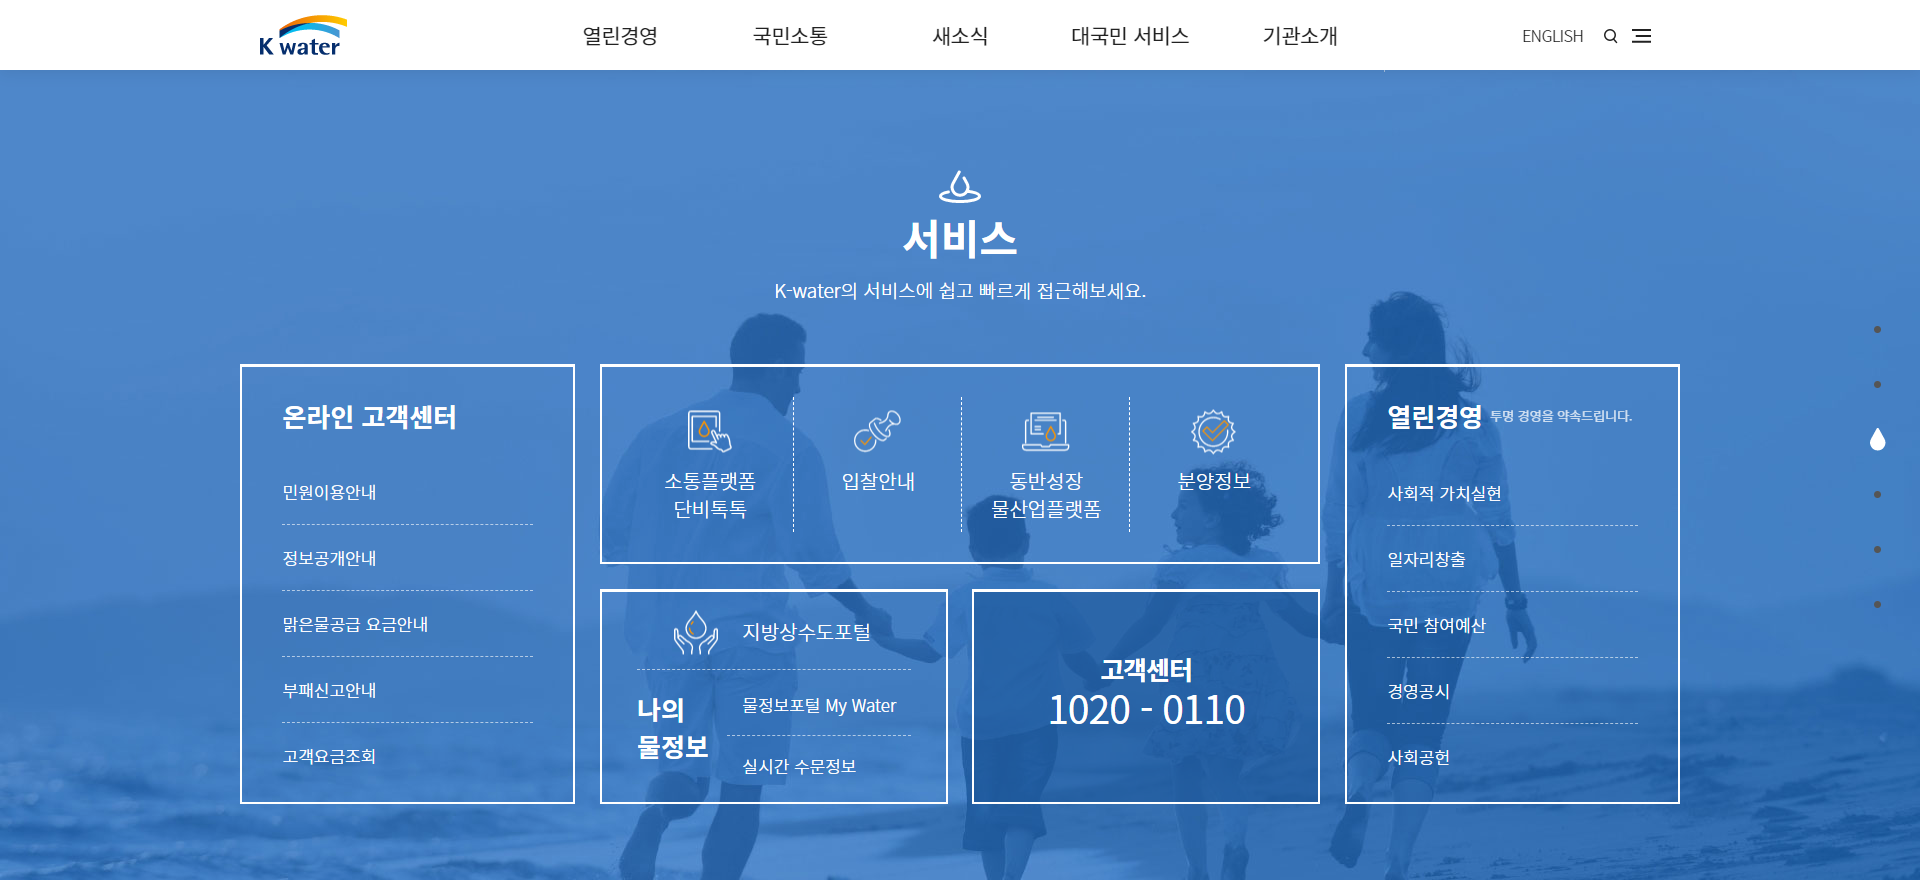 K water
열린경영
국민소통
새소식
대국민 서비스
기관소개
ENGLISH
서비스
K-water의 서비스에 쉽고 빠르게 접근해보세요.
온라인 고객센터
민원이용안내
정보공개안내
맑은물공급 요금안내
부패신고안내
고객요금조회
소통플랫폼
단비톡톡
입찰안내
동반성장
물산업플랫폼
분양정보
지방상수도포털
나의
물정보
물정보포털 My Water
실시간 수문정보
고객센터
1020 - 0110
열린경영 투명 경영을 약속드립니다.
사회적 가치실현
일자리창출
국민 참여예산
경영공시
사회공헌